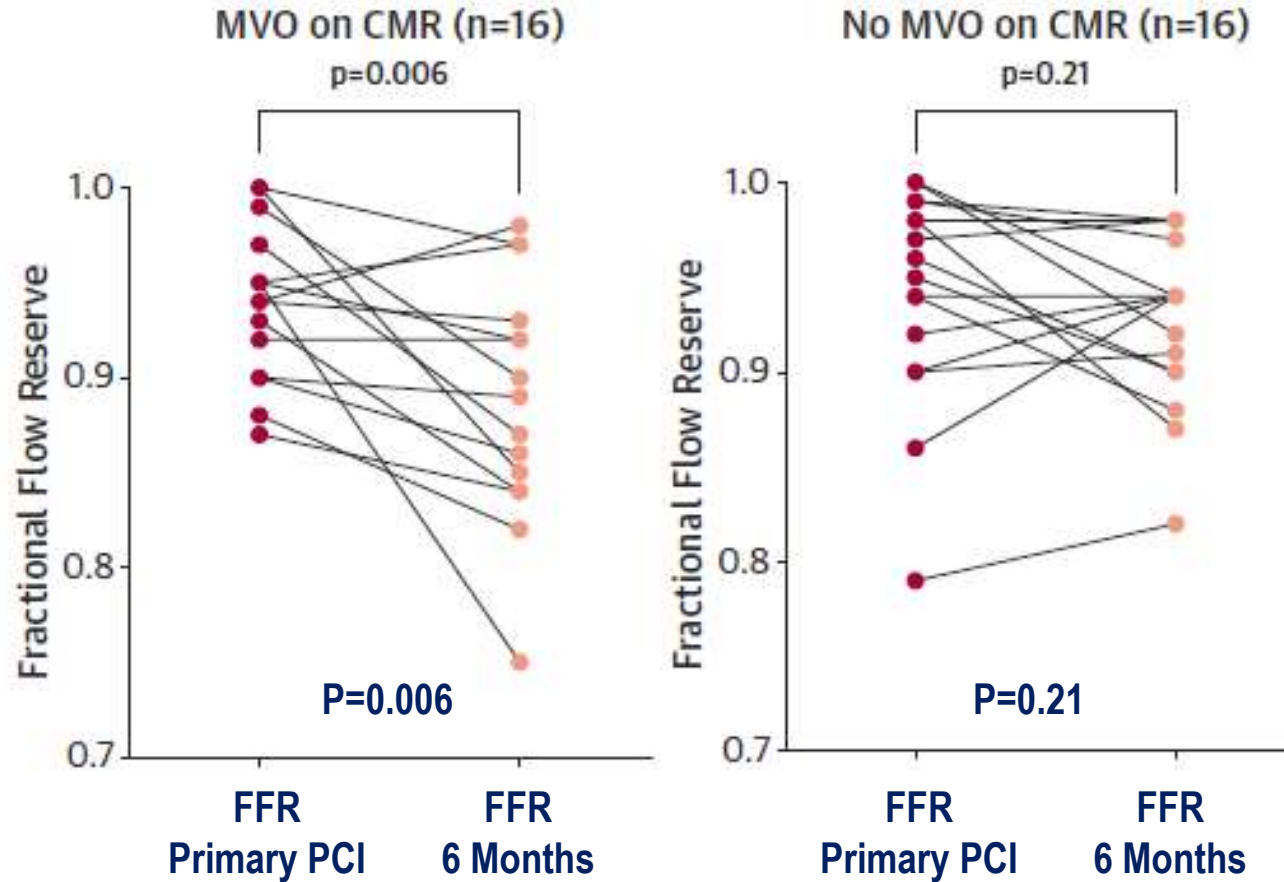 MVO on CMR (n=16)
p=0.006
1.0
0.9
0.8
0.7
Fractional Flow Reserve
P=0.006
FFR
Primary PCI
FFR
6 Months
No MVO on CMR (n=16)
p=0.21
1.0
0.9
0.8
0.7
Fractional Flow Reserve
P=0.21
FFR
Primary PCI
FFR
6 Months